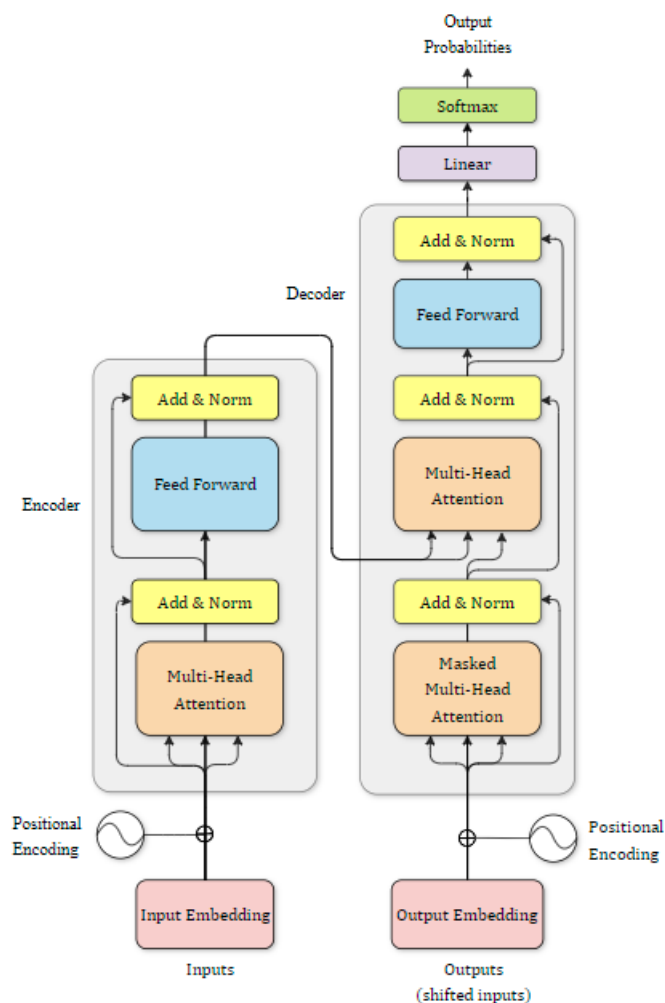 Output
Probabilities
Softmax
Linear
Add & Norm
Decoder
Feed Forward
Add & Norm
Multi-Head
Attention
Add & Norm
Masked
Multi-Head
Attention
Add & Norm
Feed Forward
Encoder
Add & Norm
Multi-Head
Attention
Positional
Encoding
Positional
Encoding
Input Embedding
Output Embedding
Inputs
Outputs
(shifted inputs)